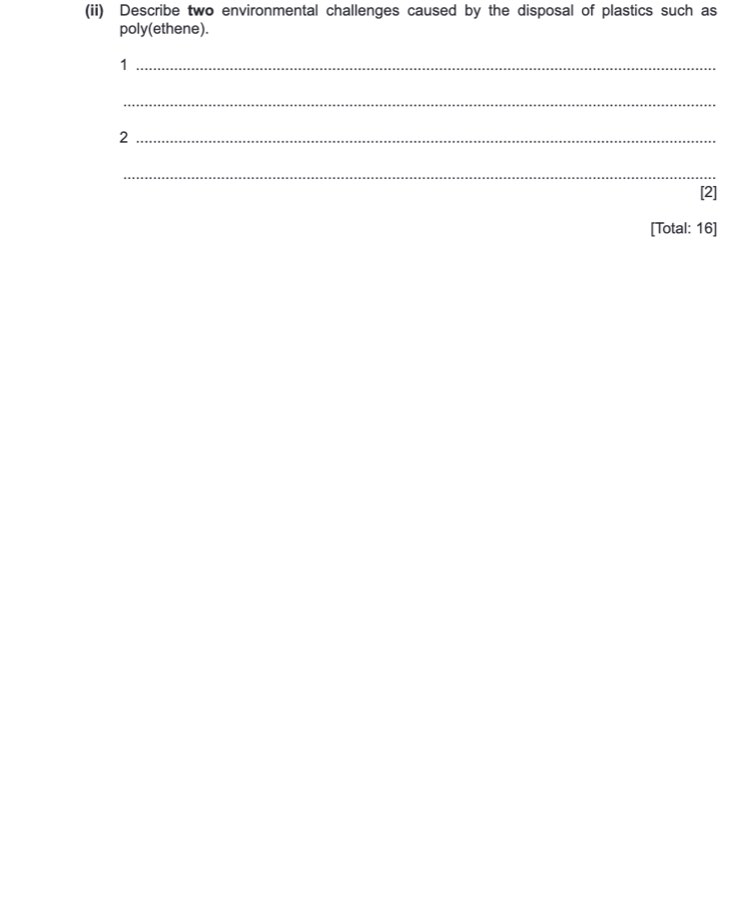 (ii) Describe two environmental challenges caused by the disposal of plastics such as
poly(ethene).
1 ................................................................................
................................................................................
2 ................................................................................
................................................................................
[2]
[Total: 16]